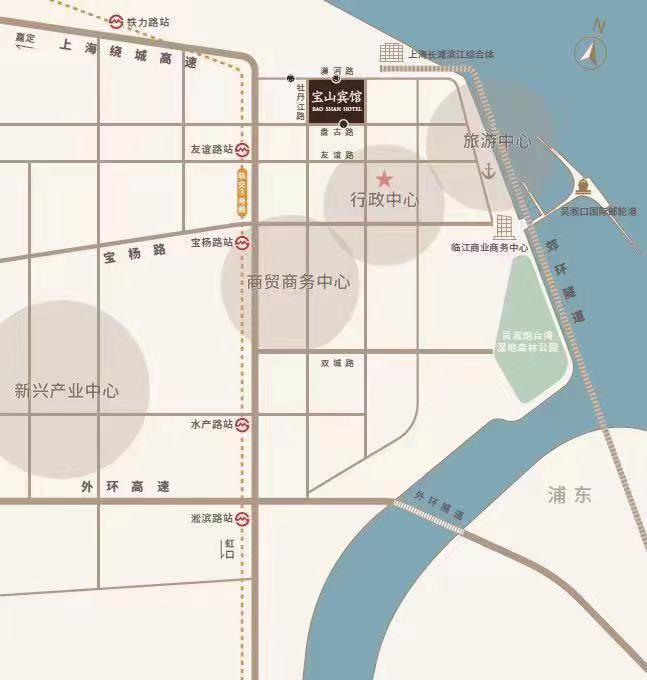 铁力路站
N
嘉定
上海绕城高速
上海长滩滨江综合体
漠河路
牡丹江路
宝山宾馆
BAO SHAN HOTEL
盘古路
旅游中心
友谊路站
友谊路
轨交3号线
行政中心
吴淞口国际邮轮港
宝杨路站
宝杨路
临江商业商务中心
郊环隧道
商贸商务中心
吴淞炮台湾
湿地森林公园
双城路
新兴产业中心
水产路站
外环高速
外环隧道
浦东
淞滨路站
虹口